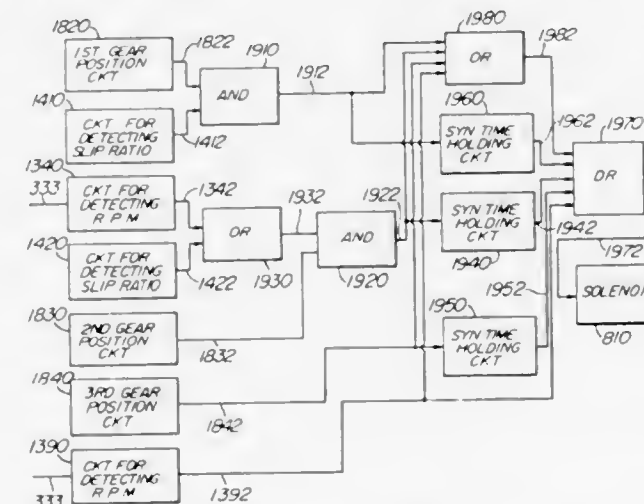 1820
1ST GEAR
POSITION
CKT
1822
1910
AND
1912
1980
OR
1982
1410
CKT FOR
DETECTING
SLIP RATIO
1412
1960
SYN TIME
HOLDING
CKT
1962
1970
OR
1340
333
CKT FOR
DETECTING
R.P.M
1342
OR
1930
1932
AND
1920
1922
SYN TIME
HOLDING
CKT
1940
1942
1972
1420
CKT FOR
DETECTING
SLIP RATIO
1422
1952
SOLENOI
810
1830
2ND GEAR
POSITION
CKT
1832
1950
SYN TIME
HOLDING
CKT
1840
3RD GEAR
POSITION
CKT
1842
1390
333
CKT FOR
DETECTING
R.P.M
1392